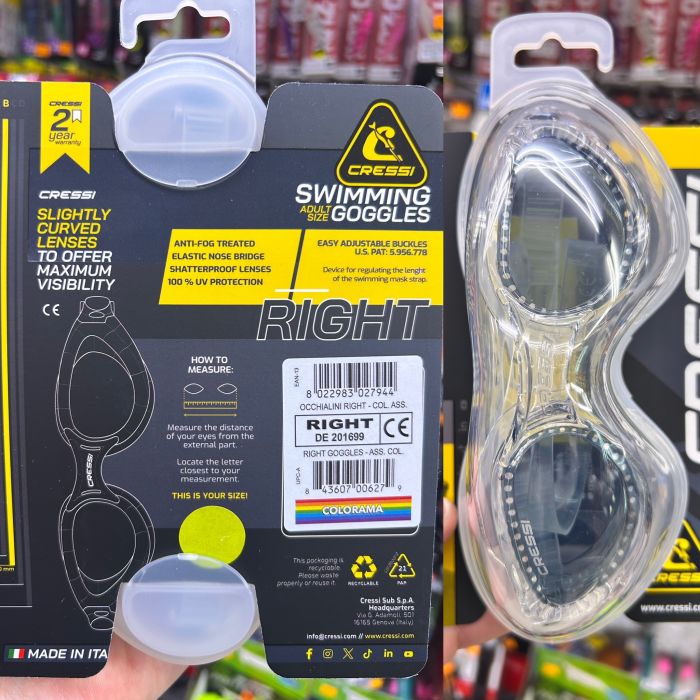 CRESSI
2
year
warranty
CRESSI
SLIGHTLY
CURVED
LENSES
TO OFFER
MAXIMUM
VISIBILITY
CE
CRESSI
SWIMMING
ADULT
SIZE
GOGGLES
ANTI-FOG TREATED
ELASTIC NOSE BRIDGE
SHATTERPROOF LENSES
100 % UV PROTECTION
EASY ADJUSTABLE BUCKLES
U.S. PAT: 5.956.778
Device for regulating the lenght
of the swimming mask strap.
RIGHT
HOW TO
MEASURE:
Measure the distance
of your eyes from the
external part.
Locate the letter
closest to your
measurement.
THIS IS YOUR SIZE!
EAN-13
8 022983 027944
OCCHIALINI RIGHT - COL. ASS.
RIGHT
DE 201699
CE
RIGHT GOGGLES - ASS. COL.
UPC-A
8 43607 00627 9
COLORAMA
This packaging is
recyclable.
Please waste
properly or reuse it.
RECYCLABLE
21
PAP
Cressi Sub S.p.A.
Headquarters
Via G. Adamoli, 501
16165 Genova (Italy)
info@cressi.com // www.cressi.com
MADE IN ITA
CRESSI
CRESSI
CRESSI
CRESSI
www.cressi.com